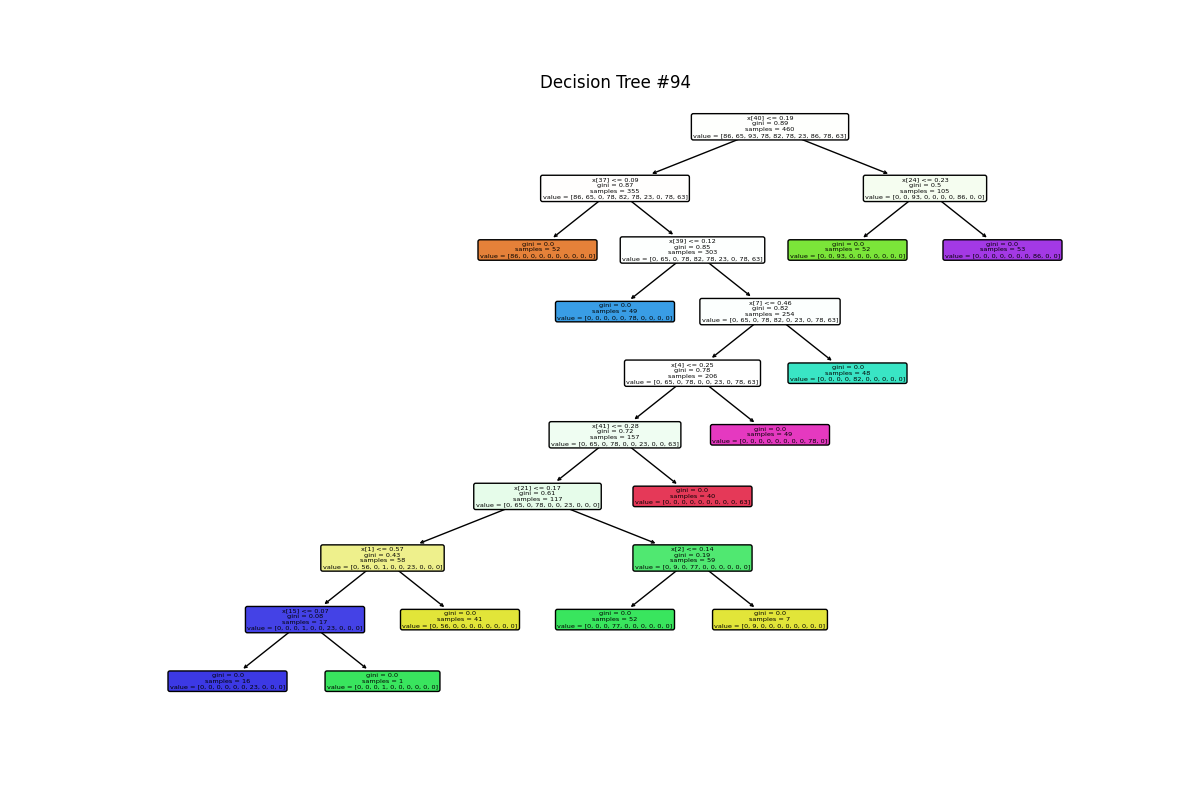 Decision Tree #94
x[40] <= 0.19
gini = 0.89
samples = 460
value = [86, 65, 93, 78, 82, 78, 23, 86, 78, 63]
x[37] <= 0.09
gini = 0.87
samples = 355
value = [86, 65, 0, 78, 82, 78, 23, 0, 78, 63]
x[24] <= 0.23
gini = 0.5
samples = 105
value = [0, 0, 93, 0, 0, 0, 0, 86, 0, 0]
gini = 0.0
samples = 52
value = [86, 0, 0, 0, 0, 0, 0, 0, 0, 0]
x[39] <= 0.12
gini = 0.85
samples = 303
value = [0, 65, 0, 78, 82, 78, 23, 0, 78, 63]
gini = 0.0
samples = 52
value = [0, 0, 93, 0, 0, 0, 0, 0, 0, 0]
gini = 0.0
samples = 53
value = [0, 0, 0, 0, 0, 0, 0, 86, 0, 0]
gini = 0.0
samples = 49
value = [0, 0, 0, 0, 0, 78, 0, 0, 0, 0]
x[7] <= 0.46
gini = 0.82
samples = 254
value = [0, 65, 0, 78, 82, 0, 23, 0, 78, 63]
x[4] <= 0.25
gini = 0.78
samples = 206
value = [0, 65, 0, 78, 0, 0, 23, 0, 78, 63]
gini = 0.0
samples = 48
value = [0, 0, 0, 0, 82, 0, 0, 0, 0, 0]
x[41] <= 0.28
gini = 0.72
samples = 157
value = [0, 65, 0, 78, 0, 0, 23, 0, 0, 63]
gini = 0.0
samples = 49
value = [0, 0, 0, 0, 0, 0, 0, 0, 78, 0]
x[21] <= 0.17
gini = 0.61
samples = 117
value = [0, 65, 0, 78, 0, 0, 23, 0, 0, 0]
gini = 0.0
samples = 40
value = [0, 0, 0, 0, 0, 0, 0, 0, 0, 63]
x[1] <= 0.57
gini = 0.43
samples = 58
value = [0, 56, 0, 1, 0, 0, 23, 0, 0, 0]
x[2] <= 0.14
gini = 0.19
samples = 59
value = [0, 9, 0, 77, 0, 0, 0, 0, 0, 0]
x[15] <= 0.07
gini = 0.08
samples = 17
value = [0, 0, 0, 1, 0, 0, 23, 0, 0, 0]
gini = 0.0
samples = 41
value = [0, 56, 0, 0, 0, 0, 0, 0, 0, 0]
gini = 0.0
samples = 52
value = [0, 0, 0, 77, 0, 0, 0, 0, 0, 0]
gini = 0.0
samples = 7
value = [0, 9, 0, 0, 0, 0, 0, 0, 0, 0]
gini = 0.0
samples = 16
value = [0, 0, 0, 0, 0, 0, 23, 0, 0, 0]
gini = 0.0
samples = 1
value = [0, 0, 0, 1, 0, 0, 0, 0, 0, 0]